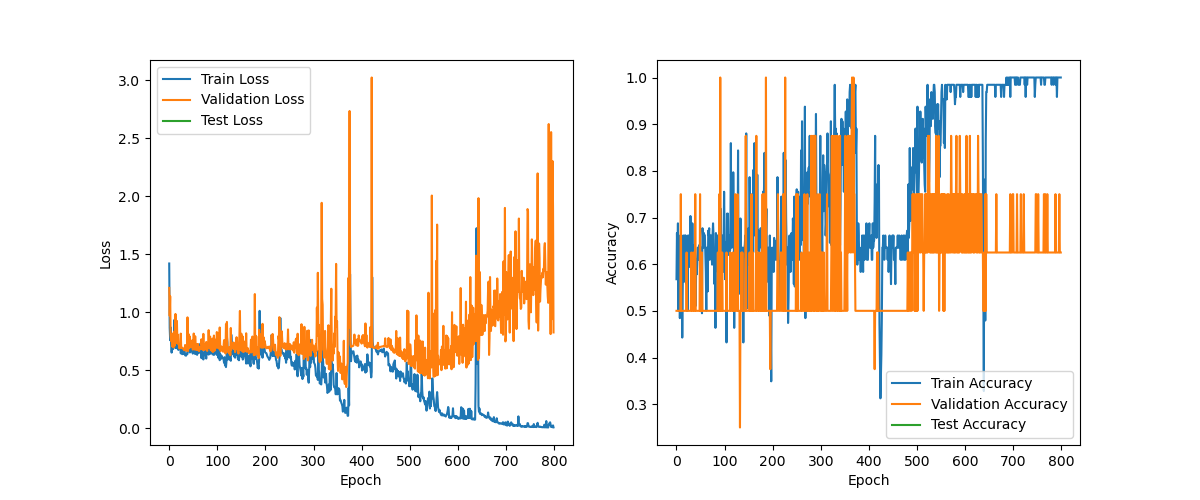 Train Loss
Validation Loss
Test Loss
3.0
2.5
2.0
1.5
1.0
0.5
0.0
Loss
0 100 200 300 400 500 600 700 800
Epoch
1.0
0.9
0.8
0.7
0.6
0.5
0.4
0.3
Accuracy
Train Accuracy
Validation Accuracy
Test Accuracy
0 100 200 300 400 500 600 700 800
Epoch